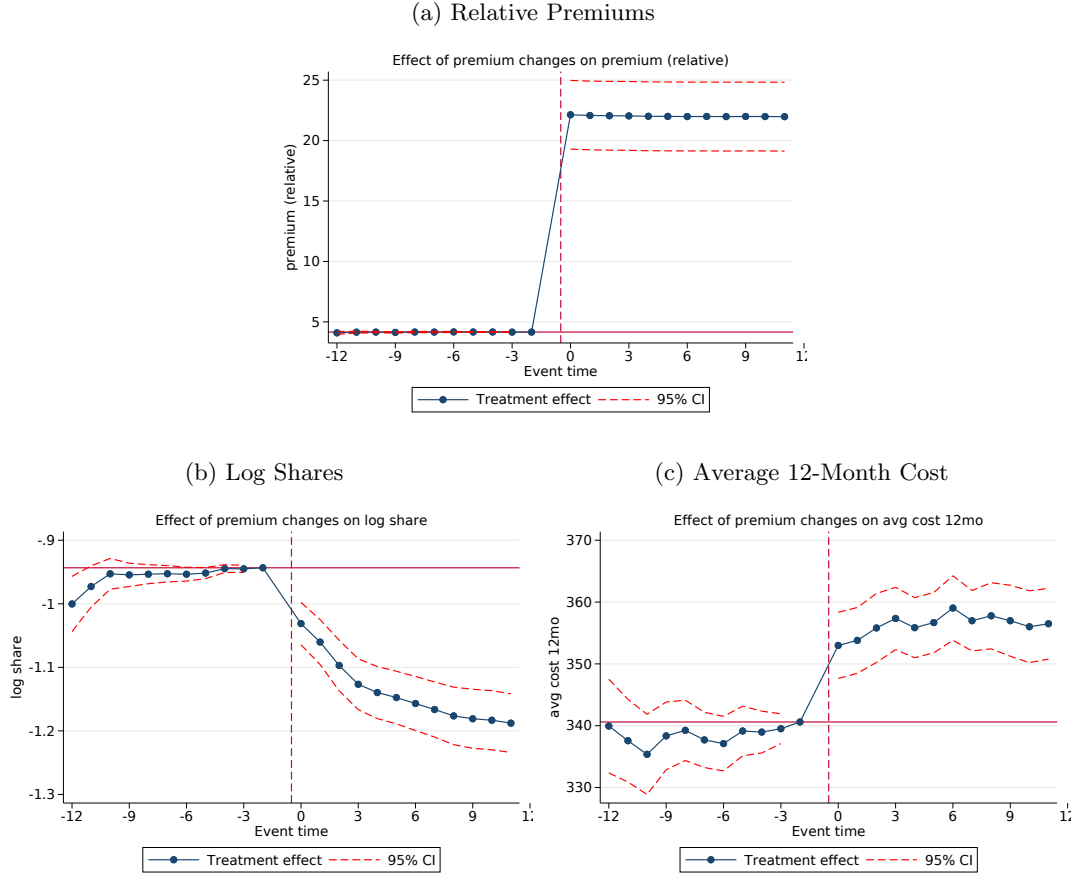 (a) Relative Premiums
Effect of premium changes on premium (relative)
premium (relative)
25
20
15
10
5
-12 -9 -6 -3 0 3 6 9 12
Event time
Treatment effect 95% CI
(b) Log Shares
Effect of premium changes on log share
log share
-.9
-1
-1.1
-1.2
-1.3
-12 -9 -6 -3 0 3 6 9 12
Event time
Treatment effect 95% CI
(c) Average 12-Month Cost
Effect of premium changes on avg cost 12mo
avg cost 12mo
370
360
350
340
330
-12 -9 -6 -3 0 3 6 9 12
Event time
Treatment effect 95% CI